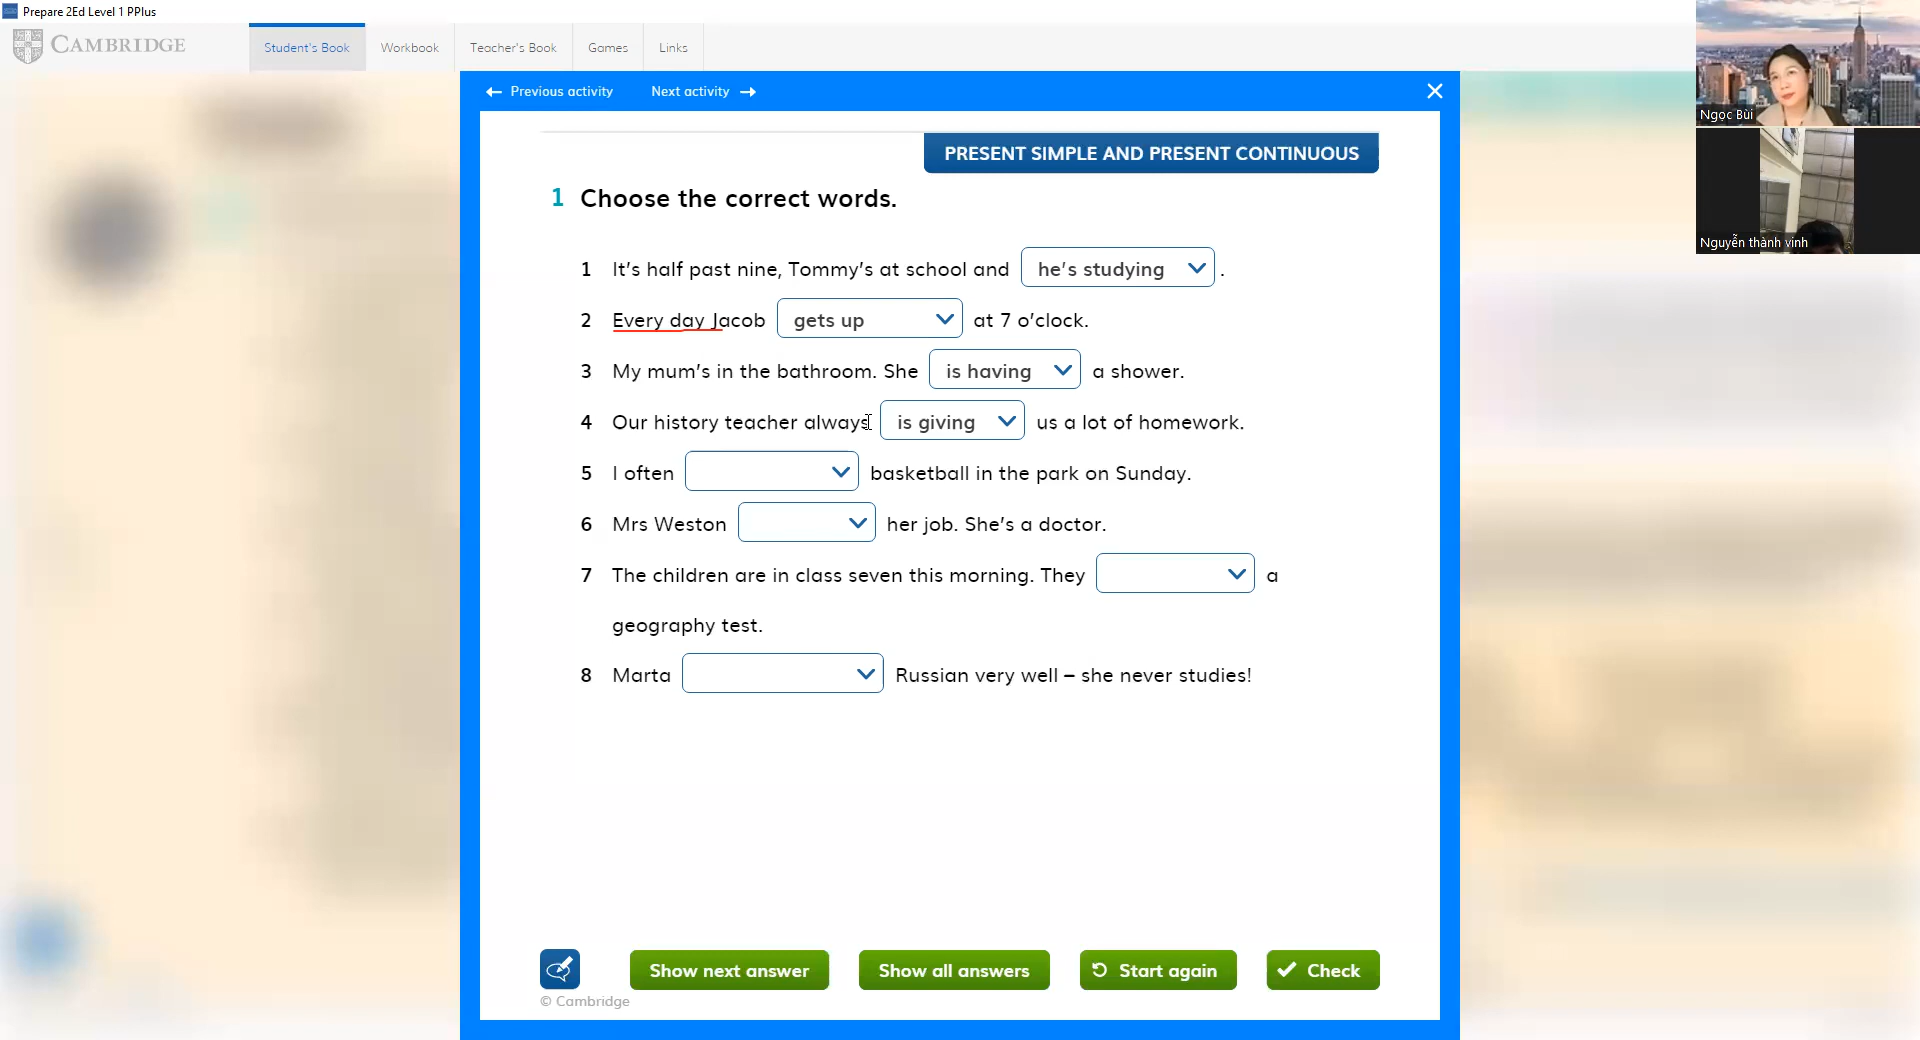 Prepare 2Ed Level 1 PPlus
CAMBRIDGE
Student's Book
Workbook
Teacher's Book
Games
Links
Previous activity
Next activity
Ngọc Bùi
Nguyễn thành vinh
PRESENT SIMPLE AND PRESENT CONTINUOUS
1 Choose the correct words.
1 It's half past nine, Tommy's at school and he's studying .
2 Every day Jacob gets up at 7 o'clock.
3 My mum's in the bathroom. She is having a shower.
4 Our history teacher always is giving us a lot of homework.
5 I often basketball in the park on Sunday.
6 Mrs Weston her job. She's a doctor.
7 The children are in class seven this morning. They a
geography test.
8 Marta Russian very well – she never studies!
Show next answer
Show all answers
Start again
Check
© Cambridge